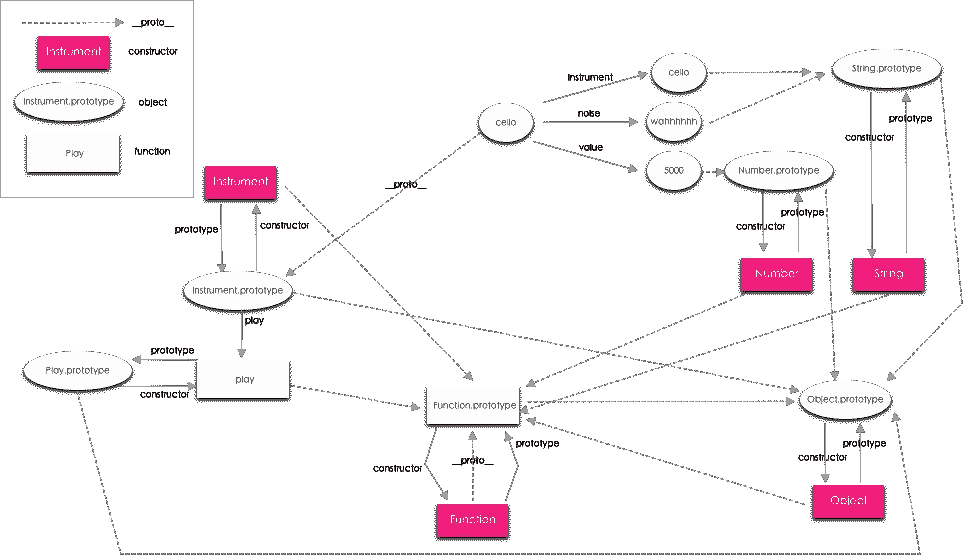 __proto__
Instrument
constructor
Instrument.prototype
object
Play
function
cello
instrument
cello
String.prototype
noise
wahhhhhh
value
5000
Number.prototype
constructor
prototype
constructor
prototype
Number
String
__proto__
Instrument
prototype
constructor
Instrument.prototype
play
Play.prototype
prototype
constructor
play
Function.prototype
constructor
__proto__
prototype
Function
Object.prototype
constructor
prototype
Object